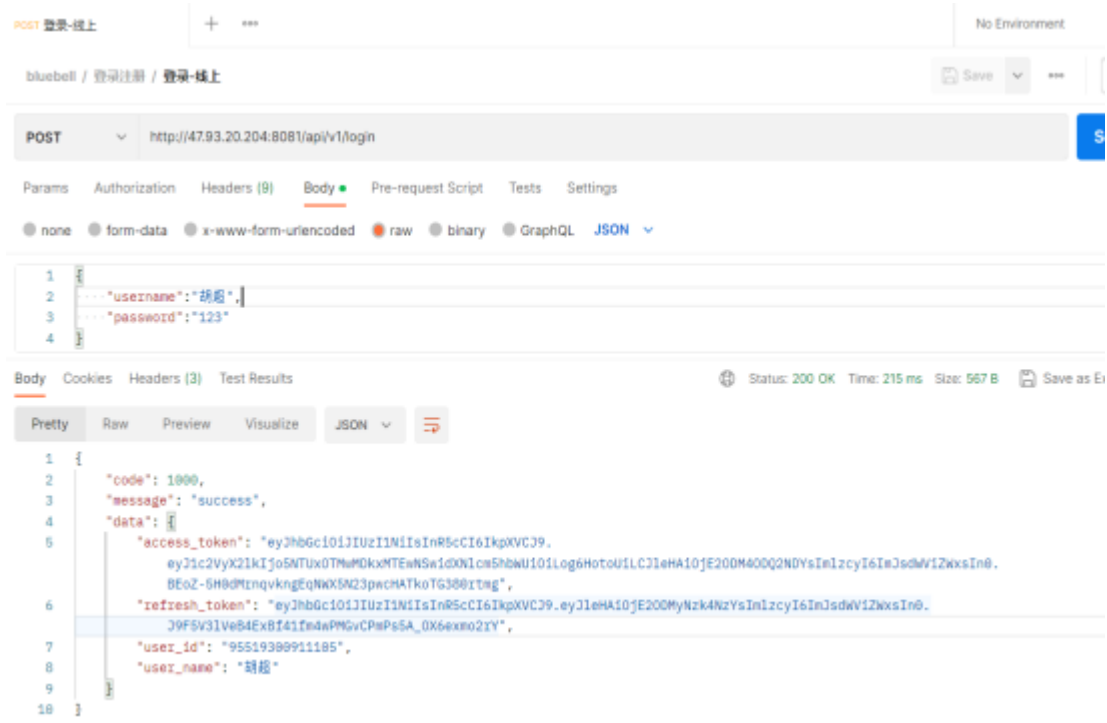 POST 登录-线上
No Environment
bluebell / 登录注册 / 登录-线上
Save
POST http://47.93.20.204:8081/api/v1/login
Params Authorization Headers (9) Body Pre-request Script Tests Settings
none form-data x-www-form-urlencoded raw binary GraphQL JSON
1 {
2 "username":"胡超",
3 "password":"123"
4 }
Body Cookies Headers (3) Test Results Status: 200 OK Time: 215 ms Size: 567 B Save as Ex
Pretty Raw Preview Visualize JSON
1 {
2 "code": 1000,
3 "message": "success",
4 "data": {
5 "access_token": "eyJhbGciOiJIUzI1NiIsInR5cCI6IkpXVCJ9.
6 "refresh_token": "eyJhbGciOiJIUzI1NiIsInR5cCI6IkpXVCJ9.
7 "user_id": "95519300911105",
8 "user_name": "胡超"
9 }
10 }